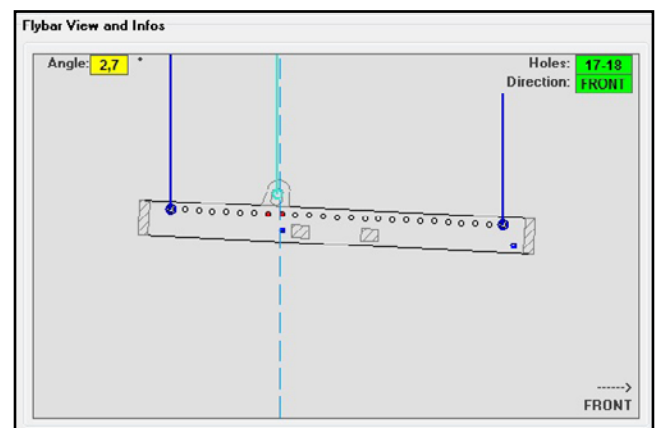 Flybar View and Infos
Angle: 2,7 °
Holes: 17-18
Direction: FRONT
------>
FRONT